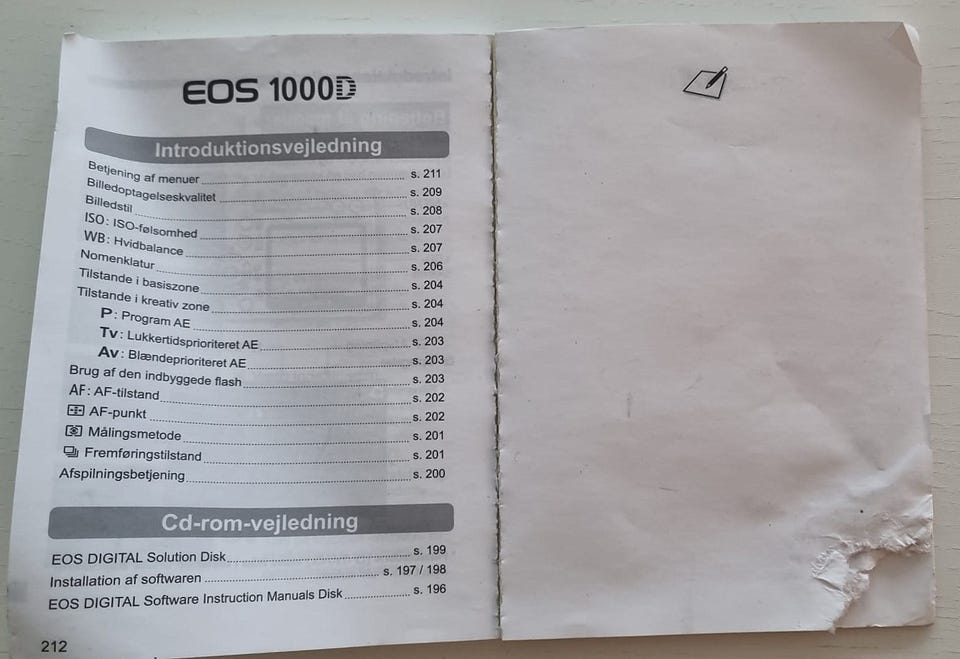 EOS 1000D
Introduktionsvejledning
Betjening af menuer s. 211
Billedoptagelseskvalitet s. 209
Billedstil s. 208
ISO: ISO-følsomhed s. 207
WB: Hvidbalance s. 207
Nomenklatur s. 206
Tilstande i basiszone s. 204
Tilstande i kreativ zone s. 204
P: Program AE s. 204
Tv: Lukkertidsprioriteret AE s. 203
Av: Blændeprioriteret AE s. 203
Brug af den indbyggede flash s. 203
AF: AF-tilstand s. 202
AF-punkt s. 202
Målingsmetode s. 201
Fremføringstilstand s. 201
Afspilningsbetjening s. 200
Cd-rom-vejledning
EOS DIGITAL Solution Disk s. 199
Installation af softwaren s. 197 / 198
EOS DIGITAL Software Instruction Manuals Disk s. 196
212